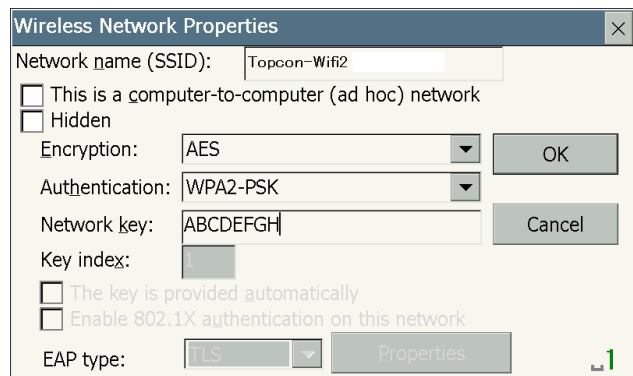 Wireless Network Properties
Network name (SSID): Topcon-Wifi2
This is a computer-to-computer (ad hoc) network
Hidden
Encryption: AES OK
Authentication: WPA2-PSK
Network key: ABCDEFGH Cancel
Key index: 1
The key is provided automatically
Enable 802.1X authentication on this network
EAP type: TLS Properties
1